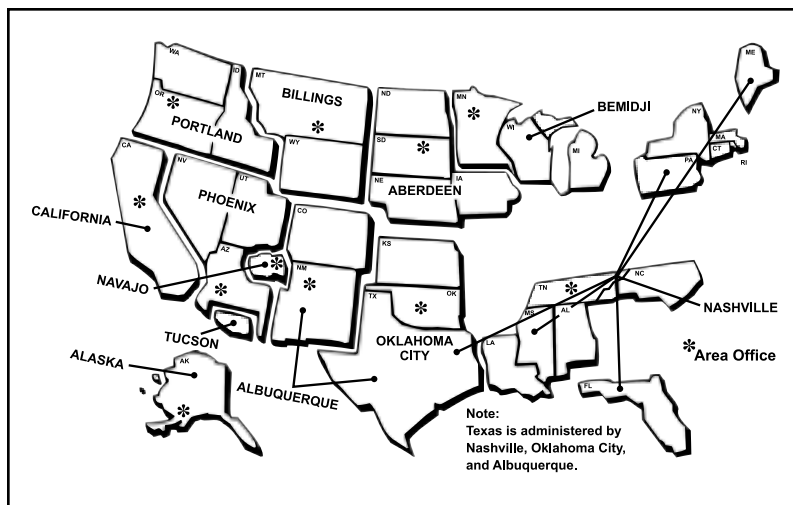 WA
ME
ID
MT
ND
MN
OR
BILLINGS
BEMIDJI
NY
WI
PORTLAND
MA
CA
SD
MI
CT
NV
WY
PA
RI
UT
NE
IA
ABERDEEN
PHOENIX
CO
CALIFORNIA
KS
AZ
NAVAJO
NM
TN
NC
TX
OK
NASHVILLE
MS
AL
TUCSON
OKLAHOMA
CITY
LA
ALASKA
AK
* Area Office
ALBUQUERQUE
FL
Note:
Texas is administered by
Nashville, Oklahoma City,
and Albuquerque.